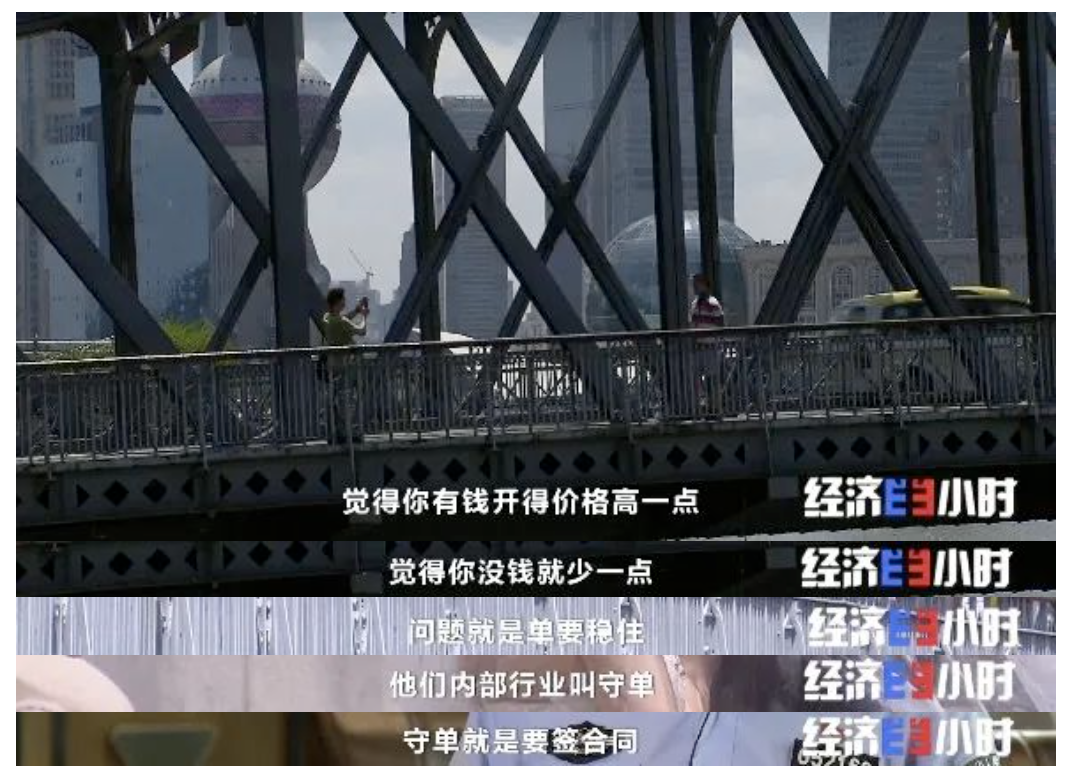 觉得你有钱开得价格高一点
经济半小时
觉得你没钱就少一点
经济半小时
问题就是单要稳住
经济半小时
他们内部行业叫守单
经济半小时
守单就是要签合同
经济半小时